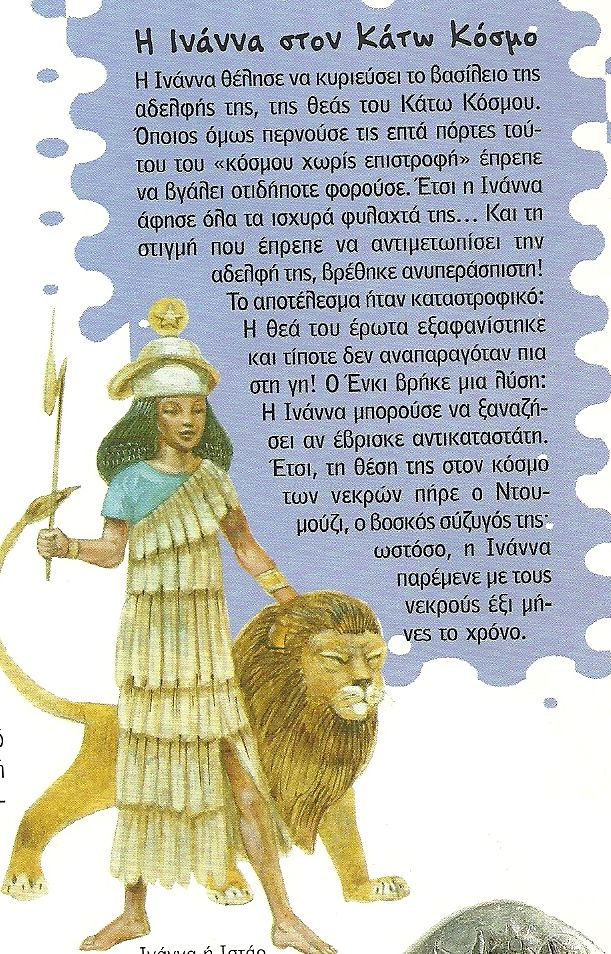 Η Ινάννα στον Κάτω Κόσμο
Η Ινάννα θέλησε να κυριεύσει το βασίλειο της
αδελφής της, της θεάς του Κάτω Κόσμου.
Όποιος όμως περνούσε τις επτά πόρτες τού-
του του «κόσμου χωρίς επιστροφή» έπρεπε
να βγάλει οτιδήποτε φορούσε. Έτσι η Ινάννα
άφησε όλα τα ισχυρά φυλαχτά της... Και τη
στιγμή που έπρεπε να αντιμετωπίσει την
αδελφή της, βρέθηκε ανυπεράσπιστη!
Το αποτέλεσμα ήταν καταστροφικό:
Η θεά του έρωτα εξαφανίστηκε
και τίποτε δεν αναπαραγόταν πια
στη γη! Ο Ένκι βρήκε μια λύση:
Η Ινάννα μπορούσε να ξαναζή-
σει αν έβρισκε αντικαταστάτη.
Έτσι, τη θέση της στον κόσμο
των νεκρών πήρε ο Ντου-
μούζι, ο βοσκός σύζυγός της·
ωστόσο, η Ινάννα
παρέμενε με τους
νεκρούς έξι μή-
νες το χρόνο.
Ινάννα ή Ιστάρ